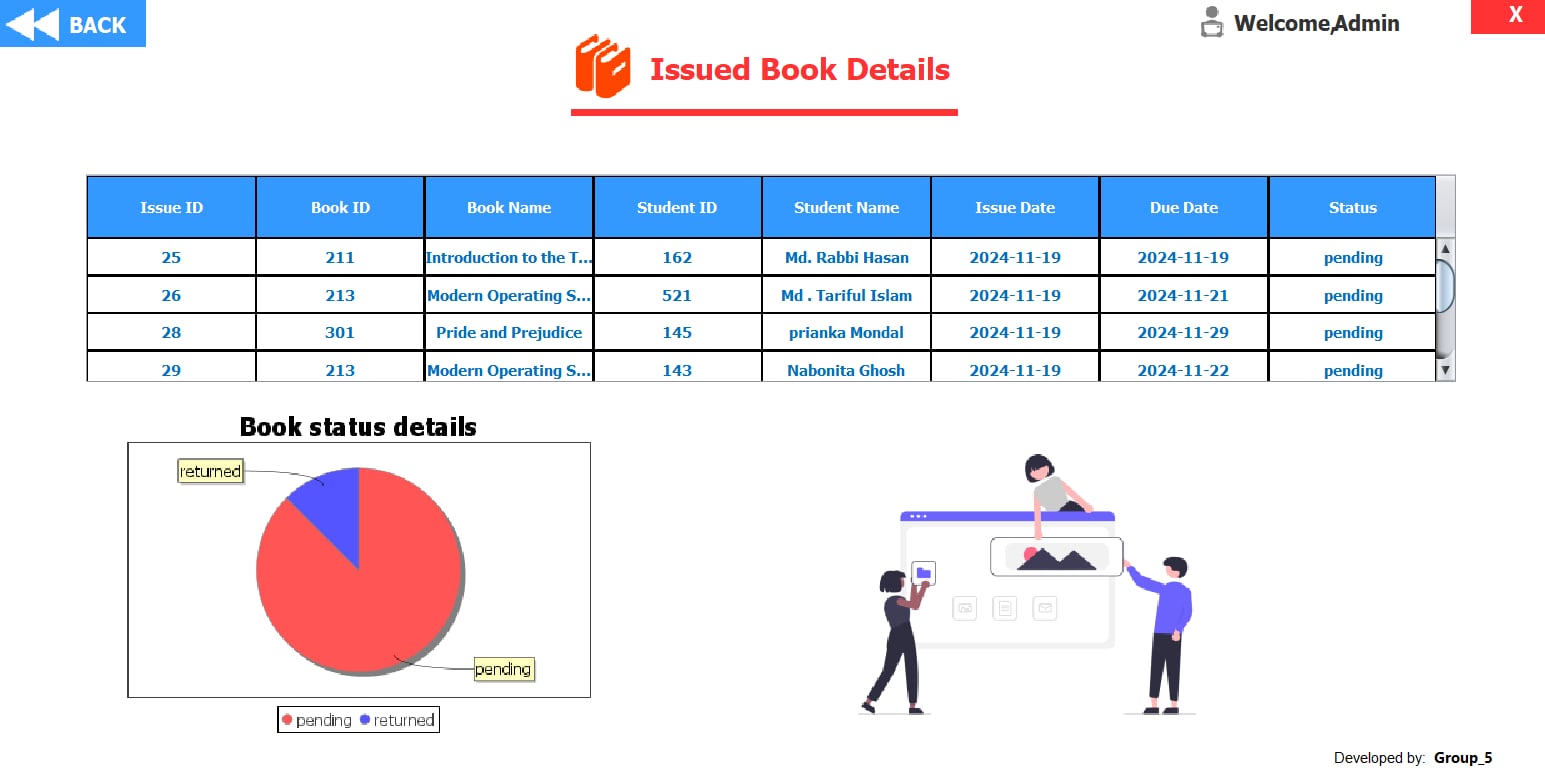 BACK
Welcome,Admin
X
Issued Book Details
Issue ID Book ID Book Name Student ID Student Name Issue Date Due Date Status
25 211 Introduction to the T... 162 Md. Rabbi Hasan 2024-11-19 2024-11-19 pending
26 213 Modern Operating S... 521 Md . Tariful Islam 2024-11-19 2024-11-21 pending
28 301 Pride and Prejudice 145 prianka Mondal 2024-11-19 2024-11-29 pending
29 213 Modern Operating S... 143 Nabonita Ghosh 2024-11-19 2024-11-22 pending
Book status details
returned
pending
pending returned
Developed by: Group_5